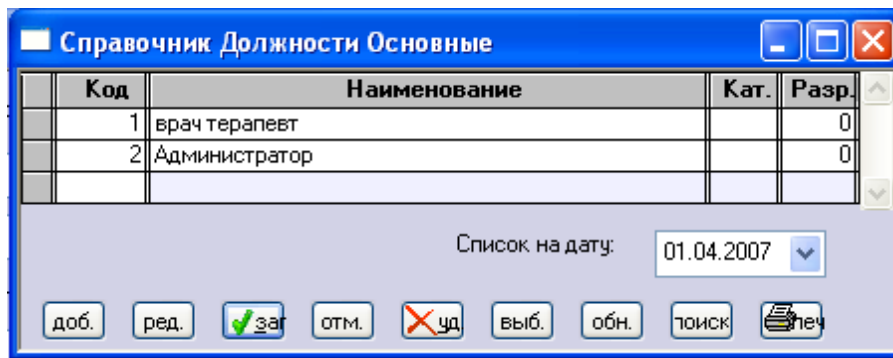 Справочник Должности Основные
Код Наименование Кат. Разр.
1 врач терапевт 0
2 Администратор 0
Список на дату: 01.04.2007
доб. ред. заг отм. уд выб. обн. поиск печ